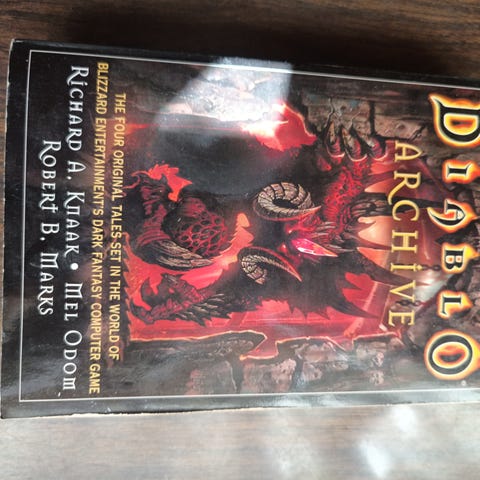 DIABLO®
ARCHIVE
THE FOUR ORIGINAL TALES SET IN THE WORLD OF
BLIZZARD ENTERTAINMENT'S DARK FANTASY COMPUTER GAME
RICHARD A. KNAAK • MEL ODOM
ROBERT B. MARKS